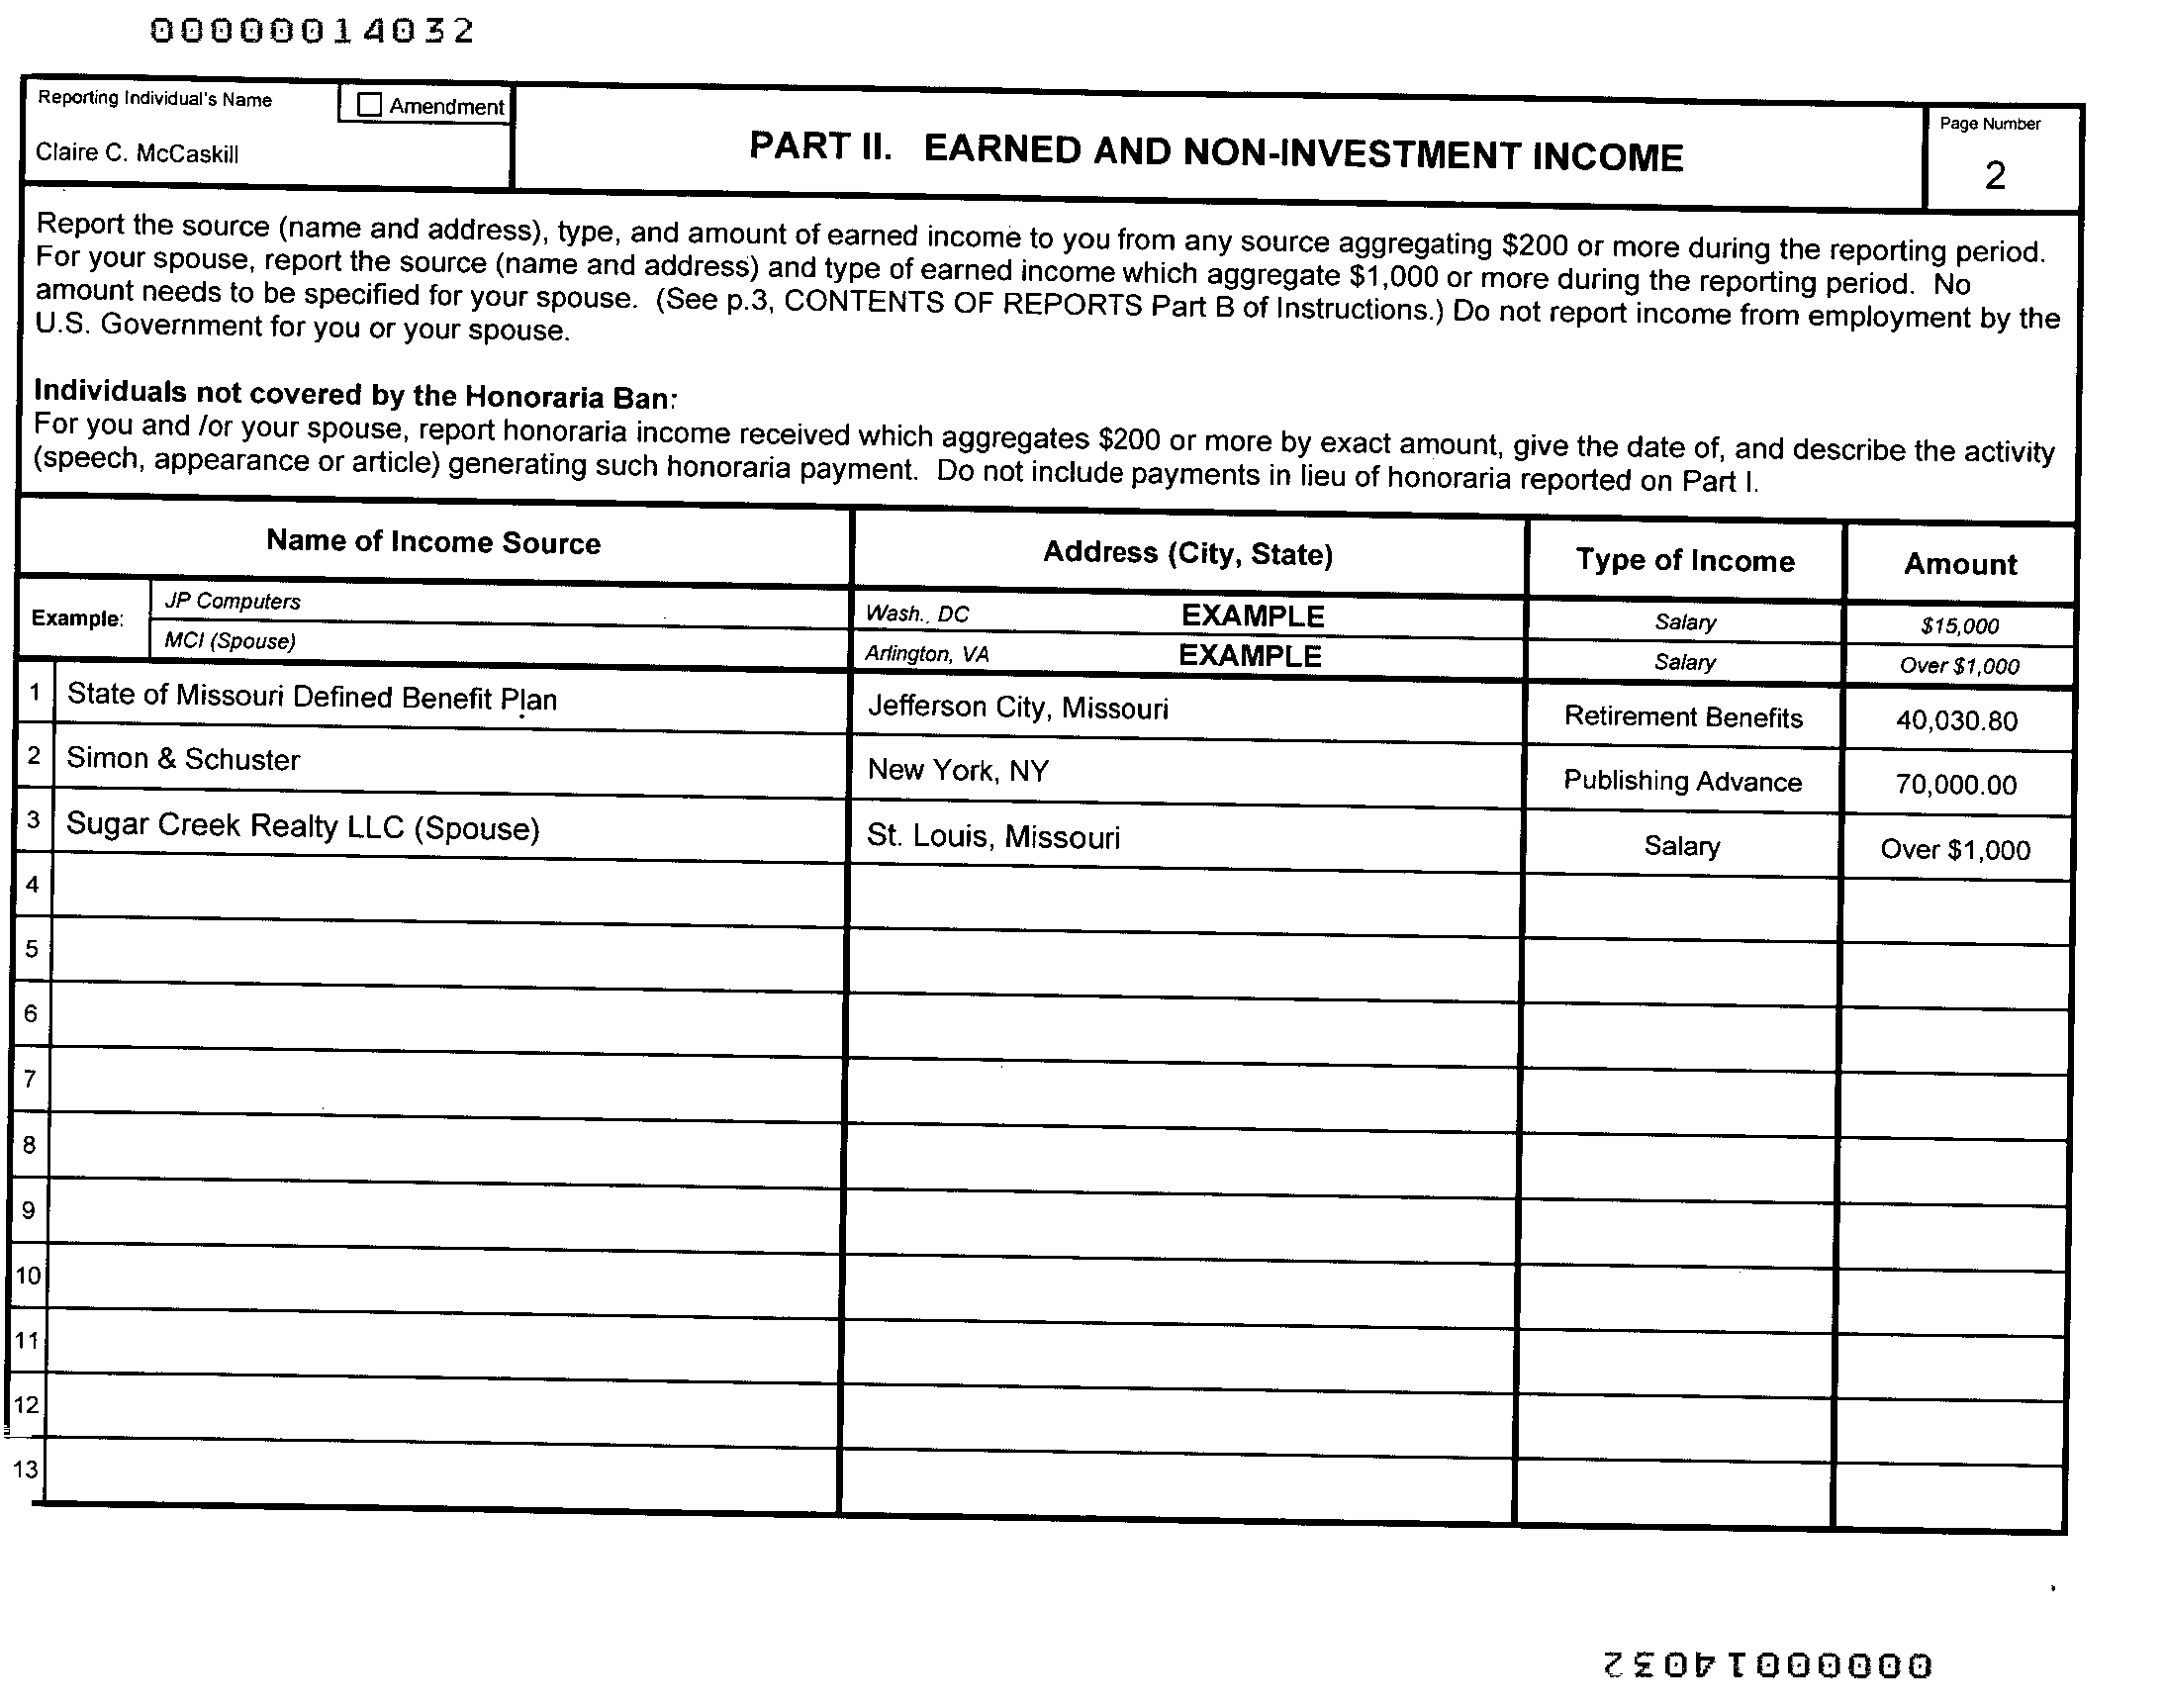 00000014032
Reporting Individual's Name
Amendment
Claire C. McCaskill
PART II. EARNED AND NON-INVESTMENT INCOME
Page Number
2
Report the source (name and address), type, and amount of earned income to you from any source aggregating $200 or more during the reporting period.
For your spouse, report the source (name and address) and type of earned income which aggregate $1,000 or more during the reporting period. No
amount needs to be specified for your spouse. (See p.3, CONTENTS OF REPORTS Part B of Instructions.) Do not report income from employment by the
U.S. Government for you or your spouse.
Individuals not covered by the Honoraria Ban:
For you and /or your spouse, report honoraria income received which aggregates $200 or more by exact amount, give the date of, and describe the activity
(speech, appearance or article) generating such honoraria payment. Do not include payments in lieu of honoraria reported on Part I.
Name of Income Source Address (City, State) Type of Income Amount
Example:
JP Computers Wash., DC EXAMPLE Salary $15,000
MCI (Spouse) Arlington, VA EXAMPLE Salary Over $1,000
1 State of Missouri Defined Benefit Plan Jefferson City, Missouri Retirement Benefits 40,030.80
2 Simon & Schuster New York, NY Publishing Advance 70,000.00
3 Sugar Creek Realty LLC (Spouse) St. Louis, Missouri Salary Over $1,000
4
5
6
7
8
9
10
11
12
13
00000014032